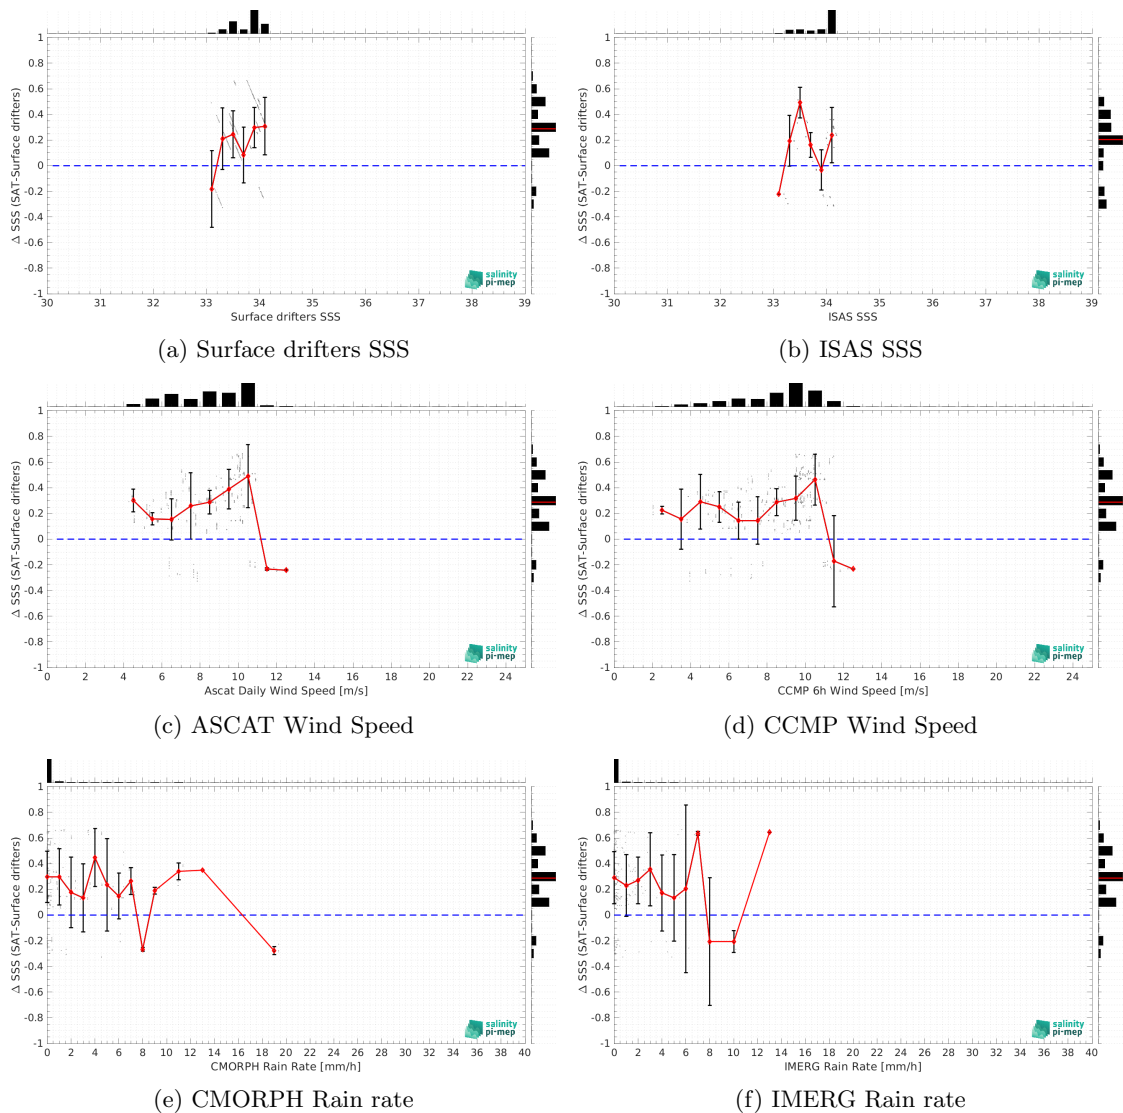 1
0.8
0.6
0.4
0.2
0
-0.2
-0.4
-0.6
-0.8
-1
Δ SSS (SAT-Surface drifters)
30 31 32 33 34 35 36 37 38 39
Surface drifters SSS
salinity
pi-mep
(a) Surface drifters SSS
1
0.8
0.6
0.4
0.2
0
-0.2
-0.4
-0.6
-0.8
-1
Δ SSS (SAT-Surface drifters)
30 31 32 33 34 35 36 37 38 39
ISAS SSS
salinity
pi-mep
(b) ISAS SSS
1
0.8
0.6
0.4
0.2
0
-0.2
-0.4
-0.6
-0.8
-1
Δ SSS (SAT-Surface drifters)
0 2 4 6 8 10 12 14 16 18 20 22 24
Ascat Daily Wind Speed [m/s]
salinity
pi-mep
(c) ASCAT Wind Speed
1
0.8
0.6
0.4
0.2
0
-0.2
-0.4
-0.6
-0.8
-1
Δ SSS (SAT-Surface drifters)
0 2 4 6 8 10 12 14 16 18 20 22 24
CCMP 6h Wind Speed [m/s]
salinity
pi-mep
(d) CCMP Wind Speed
1
0.8
0.6
0.4
0.2
0
-0.2
-0.4
-0.6
-0.8
-1
Δ SSS (SAT-Surface drifters)
0 2 4 6 8 10 12 14 16 18 20 22 24 26 28 30 32 34 36 38 40
CMORPH Rain Rate [mm/h]
salinity
pi-mep
(e) CMORPH Rain rate
1
0.8
0.6
0.4
0.2
0
-0.2
-0.4
-0.6
-0.8
-1
Δ SSS (SAT-Surface drifters)
0 2 4 6 8 10 12 14 16 18 20 22 24 26 28 30 32 34 36 38 40
IMERG Rain Rate [mm/h]
salinity
pi-mep
(f) IMERG Rain rate